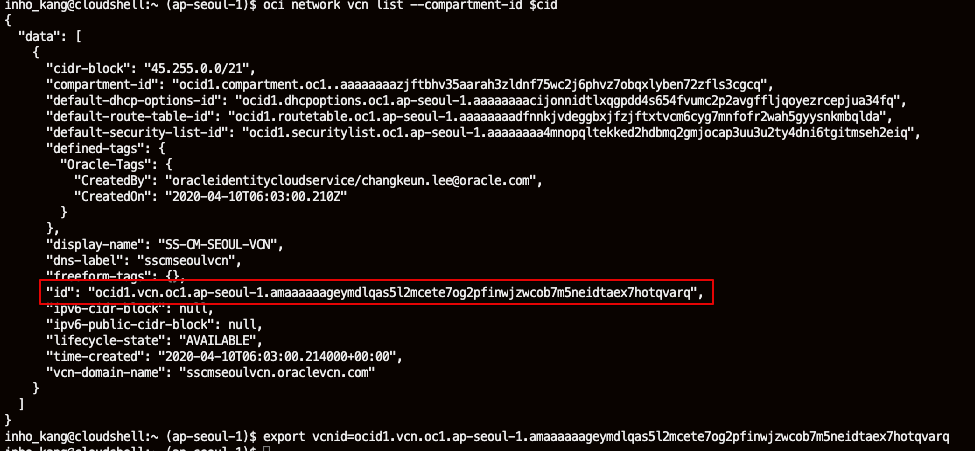 inho_kang@cloudshell:~ (ap-seoul-1)$ oci network vcn list --compartment-id $cid
{
  "data": [
    {
      "cidr-block": "45.255.0.0/21",
      "compartment-id": "ocid1.compartment.oc1..aaaaaaaazjftbhv35aarah3zldnf75wc2j6phvz7obqxlyben72zfls3cgcq",
      "default-dhcp-options-id": "ocid1.dhcpoptions.oc1.ap-seoul-1.aaaaaaaacijonnidtlxqgpdd4s654fvumc2p2avgffljqoyezrcepjua34fq",
      "default-route-table-id": "ocid1.routetable.oc1.ap-seoul-1.aaaaaaaadfnnkjvdeggbxjfzjftxtvcm6cyg7mnfofr2wah5gyysnkmbqlda",
      "default-security-list-id": "ocid1.securitylist.oc1.ap-seoul-1.aaaaaaaa4mnopqltekked2hdbmq2gmjocap3uu3u2ty4dni6tgitmseh2eiq",
      "defined-tags": {
        "Oracle-Tags": {
          "CreatedBy": "oracleidentitycloudservice/changkeun.lee@oracle.com",
          "CreatedOn": "2020-04-10T06:03:00.210Z"
        }
      },
      "display-name": "SS-CM-SEOUL-VCN",
      "dns-label": "sscmseoulvcn",
      "freeform-tags": {},
      "id": "ocid1.vcn.oc1.ap-seoul-1.amaaaaaageymdlqas5l2mcete7og2pfinwjzwcob7m5neidtaex7hotqvarq",
      "ipv6-cidr-block": null,
      "ipv6-public-cidr-block": null,
      "lifecycle-state": "AVAILABLE",
      "time-created": "2020-04-10T06:03:00.214000+00:00",
      "vcn-domain-name": "sscmseoulvcn.oraclevcn.com"
    }
  ]
}
inho_kang@cloudshell:~ (ap-seoul-1)$ export vcnid=ocid1.vcn.oc1.ap-seoul-1.amaaaaaageymdlqas5l2mcete7og2pfinwjzwcob7m5neidtaex7hotqvarq
inho_kang@cloudshell:~ (ap-seoul-1)$